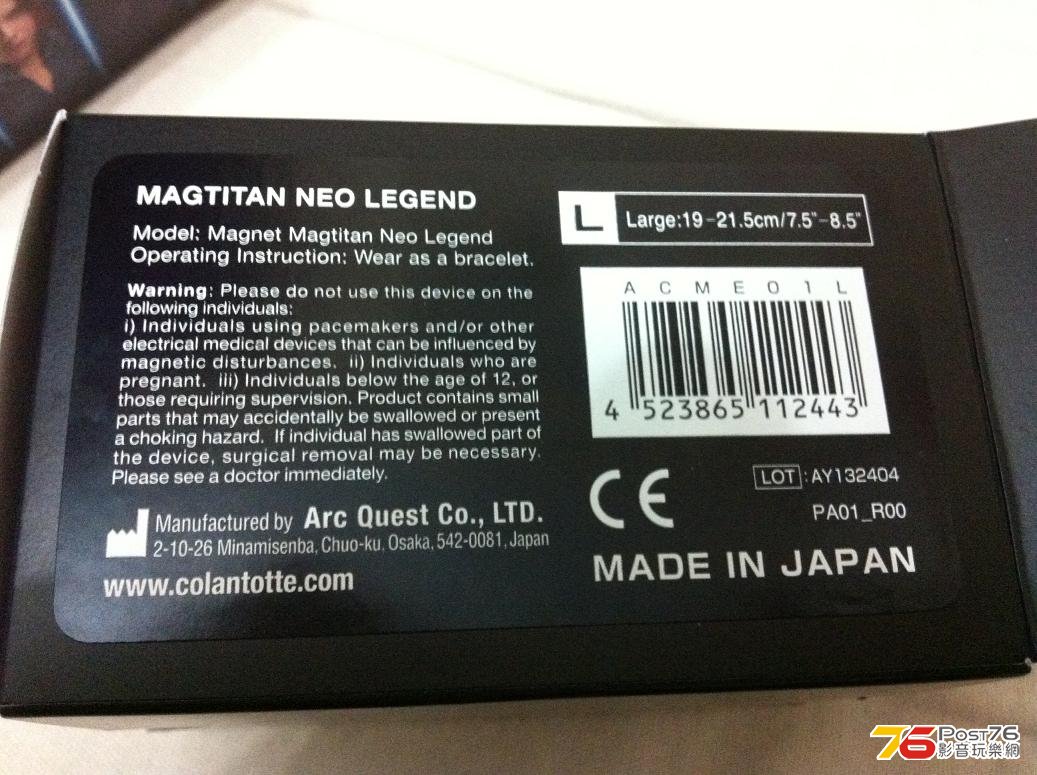 MAGTITAN NEO LEGEND
Model: Magnet Magtitan Neo Legend
Operating Instruction: Wear as a bracelet.
Warning: Please do not use this device on the
following individuals:
i) Individuals using pacemakers and/or other
electrical medical devices that can be influenced by
magnetic disturbances. ii) Individuals who are
pregnant. iii) Individuals below the age of 12, or
those requiring supervision. Product contains small
parts that may accidentally be swallowed or present
a choking hazard. If individual has swallowed part of
the device, surgical removal may be necessary.
Please see a doctor immediately.
Manufactured by Arc Quest Co., LTD.
2-10-26 Minamisenba, Chuo-ku, Osaka, 542-0081, Japan
www.colantotte.com
L Large:19-21.5cm/7.5"-8.5"
ACME01L
4 523865 112443
CE
LOT:AY132404
PA01_R00
MADE IN JAPAN
76 Post76
影音玩樂網